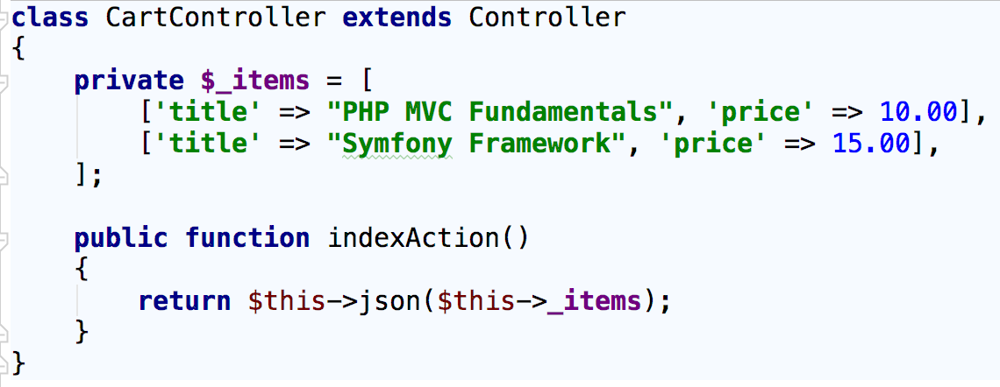 class CartController extends Controller
{
    private $_items = [
        ['title' => "PHP MVC Fundamentals", 'price' => 10.00],
        ['title' => "Symfony Framework", 'price' => 15.00],
    ];

    public function indexAction()
    {
        return $this->json($this->_items);
    }
}